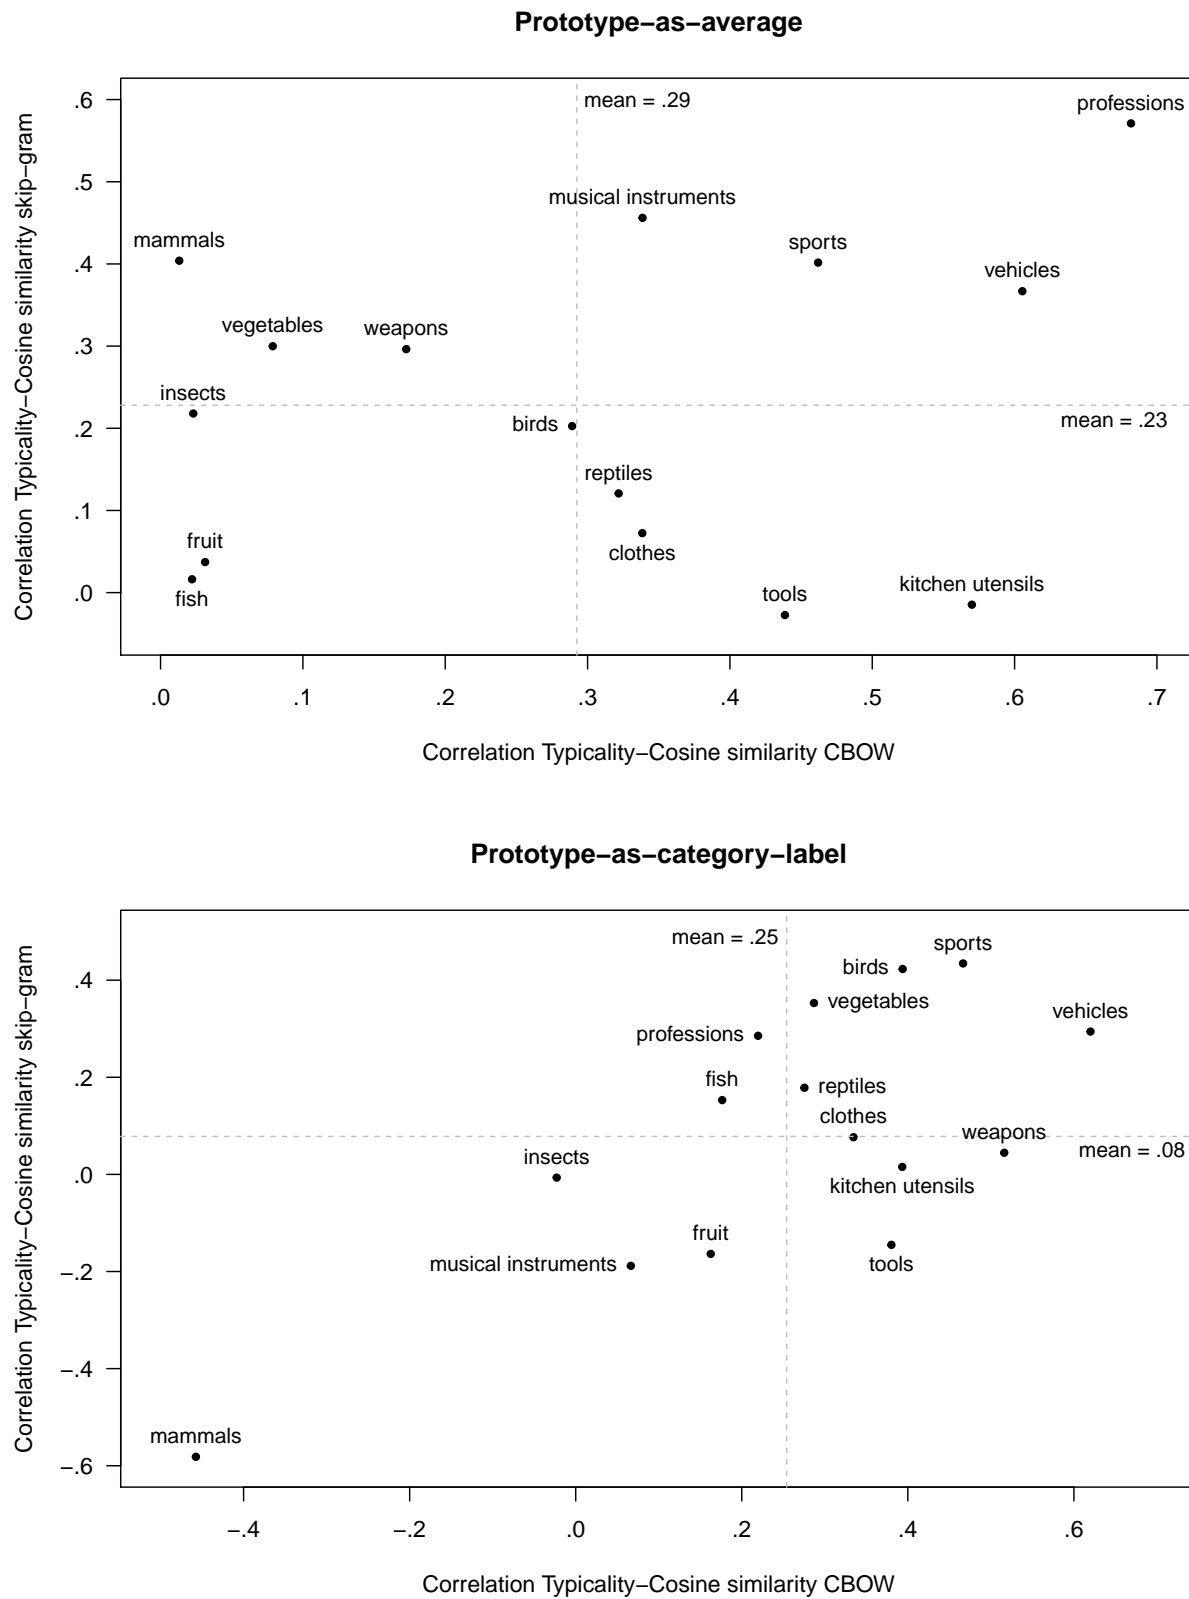 Prototype−as−average
Correlation Typicality−Cosine similarity skip−gram
.6
.5
.4
.3
.2
.1
.0
mean = .29
professions
musical instruments
mammals
sports
vehicles
vegetables
weapons
insects
birds
mean = .23
reptiles
fruit
clothes
fish
tools
kitchen utensils
.0 .1 .2 .3 .4 .5 .6 .7
Correlation Typicality−Cosine similarity CBOW
Prototype−as−category−label
Correlation Typicality−Cosine similarity skip−gram
.4
.2
.0
−.2
−.4
−.6
mean = .25
sports
birds
vegetables
vehicles
professions
fish
reptiles
clothes
weapons
mean = .08
insects
kitchen utensils
fruit
musical instruments
tools
mammals
−.4 −.2 .0 .2 .4 .6
Correlation Typicality−Cosine similarity CBOW